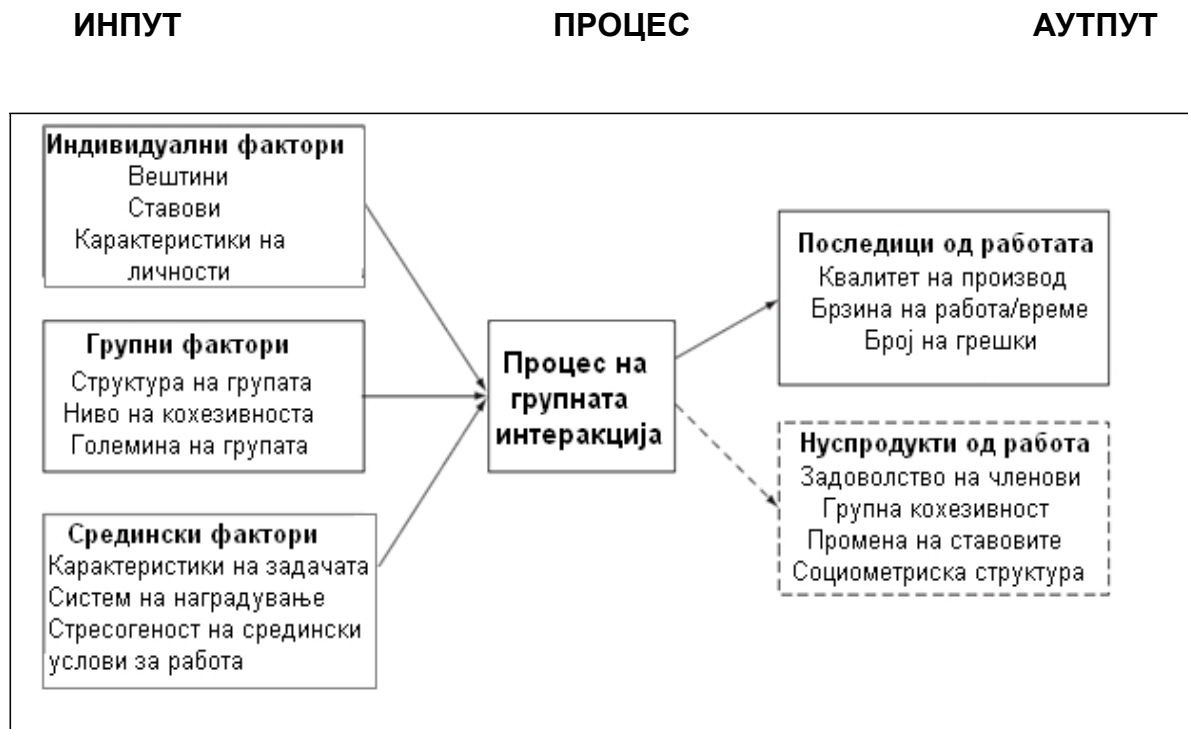 ИНПУТ ПРОЦЕС АУТПУТ
Индивидуални фактори
Вештини
Ставови
Карактеристики на
личности
Групни фактори
Структура на групата
Ниво на кохезивноста
Големина на групата
Средински фактори
Карактеристики на задачата
Систем на наградување
Стресогеност на средински
услови за работа
Процес на
групната
интеракција
Последици од работата
Квалитет на производ
Брзина на работа/време
Број на грешки
Нуспродукти од работа
Задоволство на членови
Групна кохезивност
Промена на ставовите
Социометриска структура